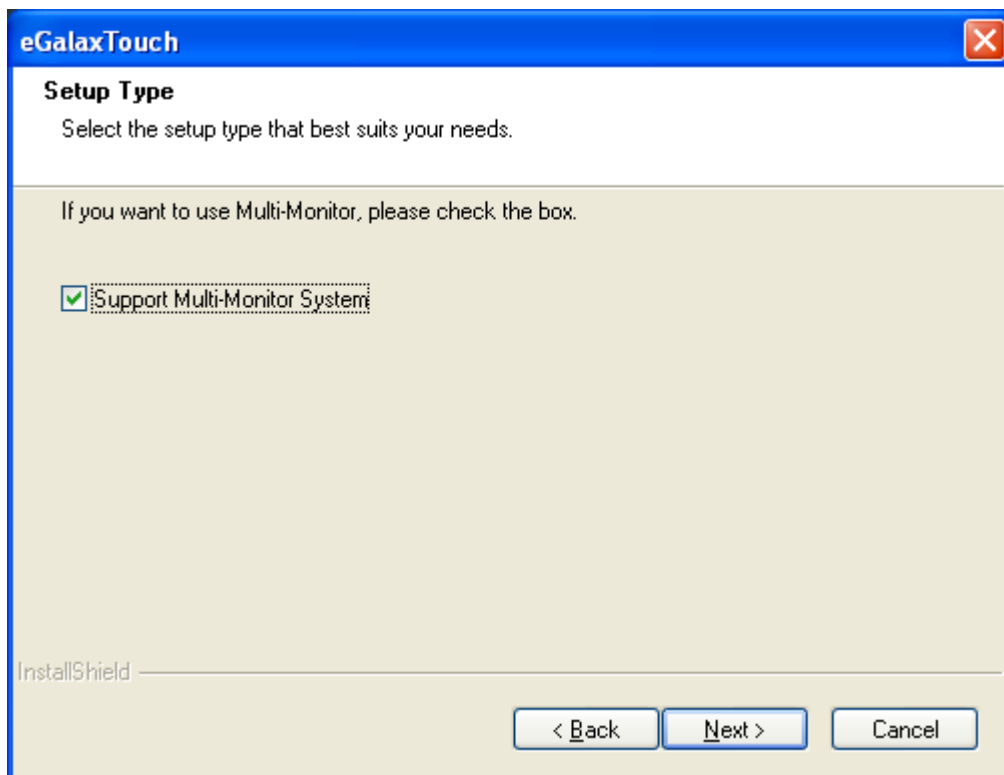 eGalaxTouch
Setup Type
Select the setup type that best suits your needs.
If you want to use Multi-Monitor, please check the box.
Support Multi-Monitor System
InstallShield
< Back Next > Cancel